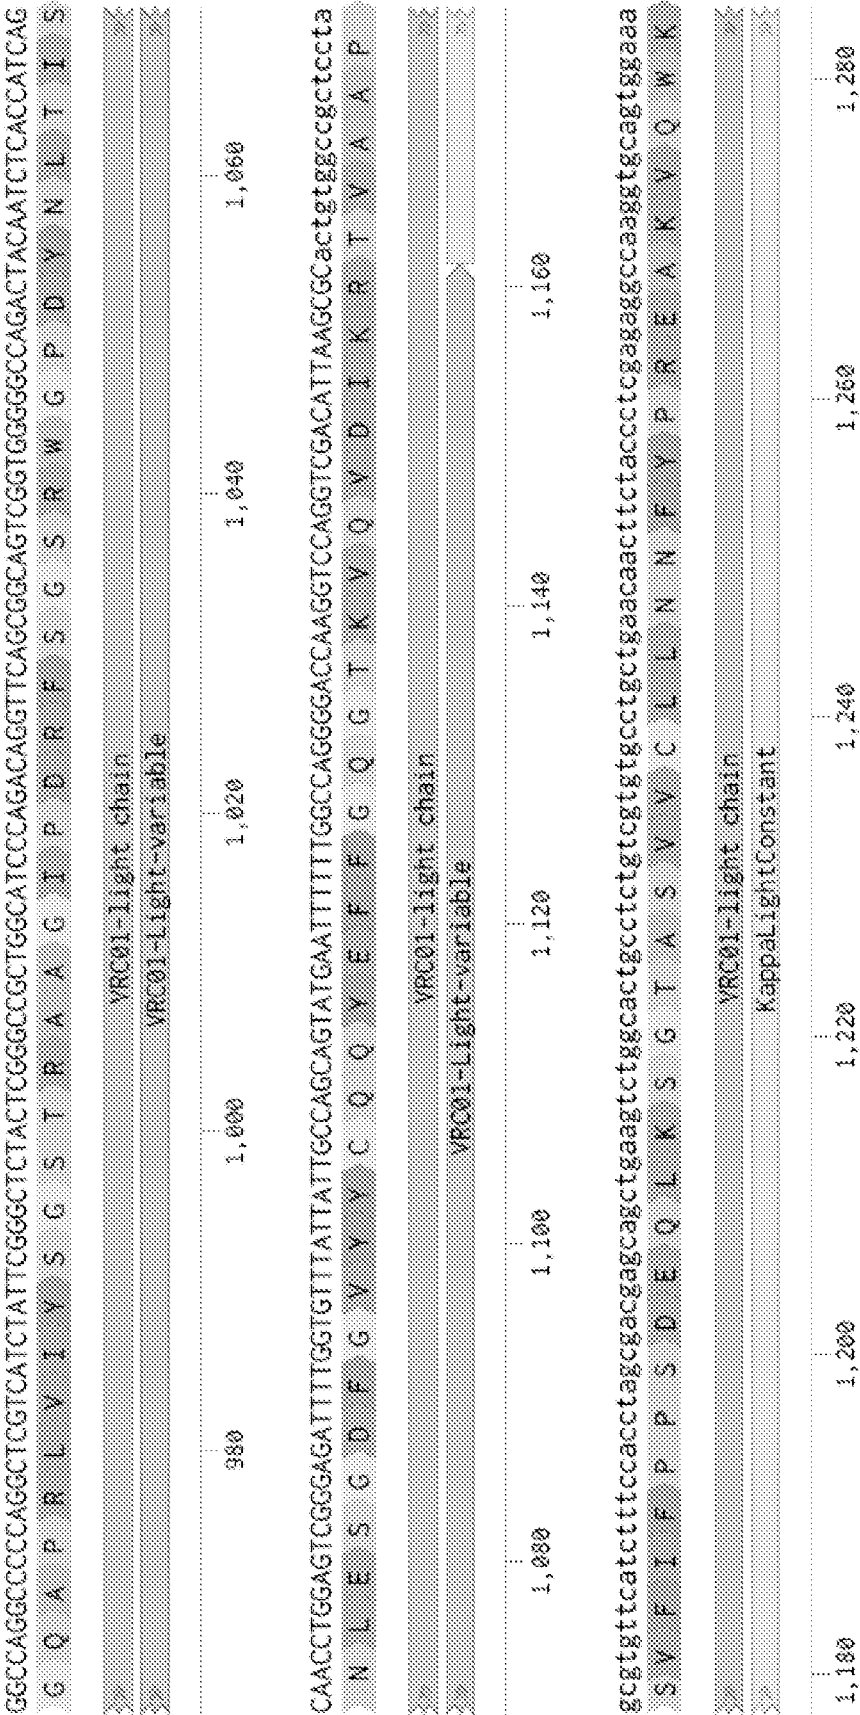 GGCCAGGCCCCCAGGCTCGTCATCTATTCGGGCTCTACTCGGGCCGCTGGCATCCCAGACAGGTTCAGCGGCAGTCGGTGGGGGCCAGACTACAATCTCACCATCAG
G Q A P R L V I Y S G S T R A A G I P D R F S G S R W G P D Y N L T I S
VRC01-light chain
VRC01-Light-variable
980 1,000 1,020 1,040 1,060
CAACCTGGAGTCGGGAGATTTTGGTGTTTATTATTGCCAGCAGTATGAATTTTTTGGCCAGGGGACCAAGGTCCAGGTCGACATTAAGCGCactgtggccgctccta
N L E S G D F G V Y Y C Q Q Y E F F G Q G T K V Q V D I K R T V A A P
VRC01-light chain
VRC01-Light-variable
1,080 1,100 1,120 1,140 1,160
gcgtgttcatctttccacctagcgacgagcagctgaagtctggcactgcctctgtcgtgtgcctgctgaacaacttctaccctcgagaggccaaggtgcagtggaaa
S V F I F P P S D E Q L K S G T A S V V C L L N N F Y P R E A K V Q W K
VRC01-light chain
KappaLightConstant
1,180 1,200 1,220 1,240 1,260 1,280